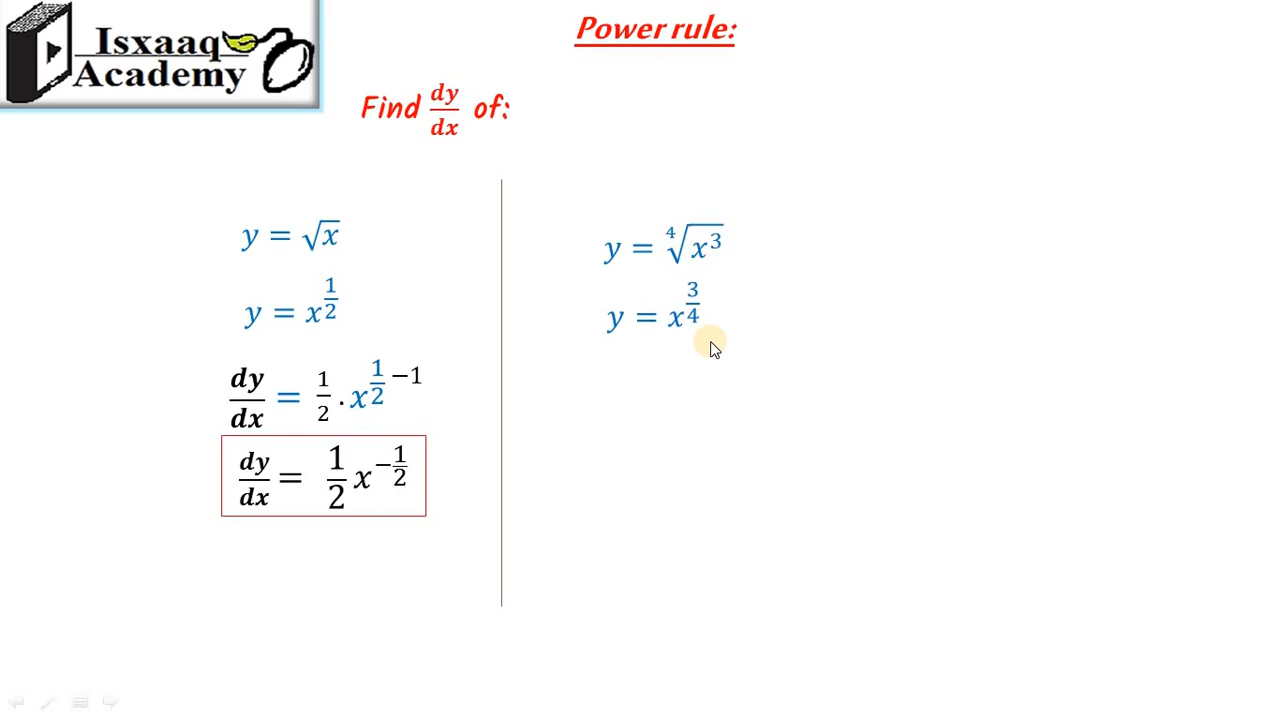 Isxaaq
Academy
Power rule:
Find dy/dx of:
y = √x
y = x^(1/2)
dy/dx = 1/2 . x^(1/2 −1)
dy/dx = 1/2 x^(−1/2)
y = ⁴√(x³)
y = x^(3/4)